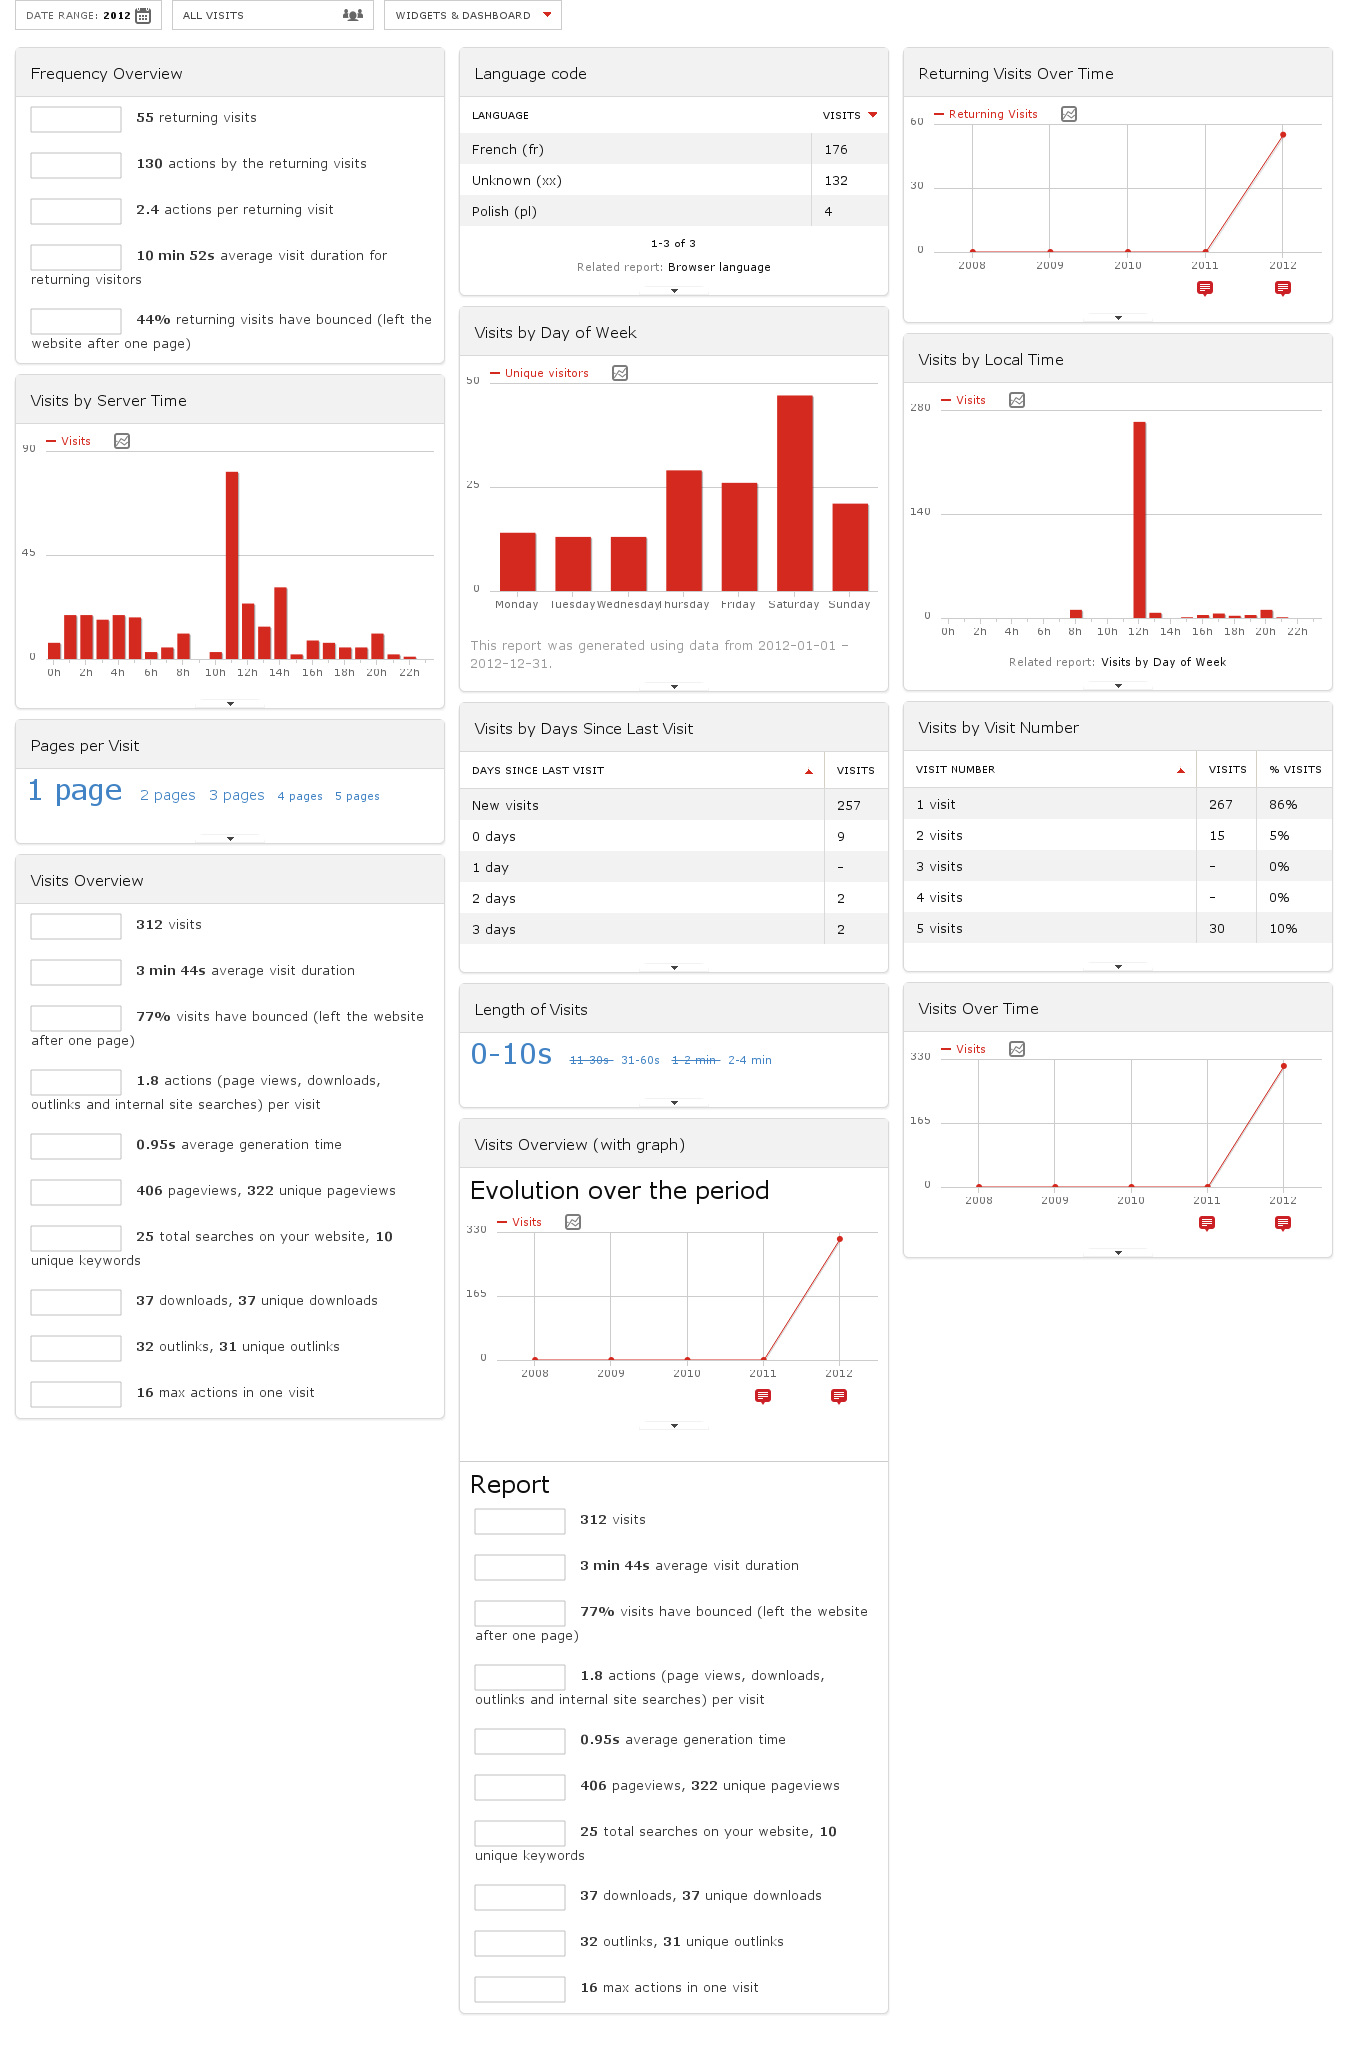 DATE RANGE: 2012
ALL VISITS
WIDGETS & DASHBOARD
Frequency Overview
55 returning visits
130 actions by the returning visits
2.4 actions per returning visit
10 min 52s average visit duration for
returning visitors
44% returning visits have bounced (left the
website after one page)
Visits by Server Time
Visits
90
45
0
0h 2h 4h 6h 8h 10h 12h 14h 16h 18h 20h 22h
Pages per Visit
1 page 2 pages 3 pages 4 pages 5 pages
Visits Overview
312 visits
3 min 44s average visit duration
77% visits have bounced (left the website
after one page)
1.8 actions (page views, downloads,
outlinks and internal site searches) per visit
0.95s average generation time
406 pageviews, 322 unique pageviews
25 total searches on your website, 10
unique keywords
37 downloads, 37 unique downloads
32 outlinks, 31 unique outlinks
16 max actions in one visit
Language code
LANGUAGE VISITS
French (fr) 176
Unknown (xx) 132
Polish (pl) 4
1-3 of 3
Related report: Browser language
Visits by Day of Week
Unique visitors
50
25
0
Monday Tuesday Wednesday Thursday Friday Saturday Sunday
This report was generated using data from 2012-01-01 –
2012-12-31.
Visits by Days Since Last Visit
DAYS SINCE LAST VISIT VISITS
New visits 257
0 days 9
1 day -
2 days 2
3 days 2
Length of Visits
0-10s 11-30s 31-60s 1-2 min 2-4 min
Visits Overview (with graph)
Evolution over the period
Visits
330
165
0
2008 2009 2010 2011 2012
Report
312 visits
3 min 44s average visit duration
77% visits have bounced (left the website
after one page)
1.8 actions (page views, downloads,
outlinks and internal site searches) per visit
0.95s average generation time
406 pageviews, 322 unique pageviews
25 total searches on your website, 10
unique keywords
37 downloads, 37 unique downloads
32 outlinks, 31 unique outlinks
16 max actions in one visit
Returning Visits Over Time
Returning Visits
60
30
0
2008 2009 2010 2011 2012
Visits by Local Time
Visits
280
140
0
0h 2h 4h 6h 8h 10h 12h 14h 16h 18h 20h 22h
Related report: Visits by Day of Week
Visits by Visit Number
VISIT NUMBER VISITS % VISITS
1 visit 267 86%
2 visits 15 5%
3 visits - 0%
4 visits - 0%
5 visits 30 10%
Visits Over Time
Visits
330
165
0
2008 2009 2010 2011 2012